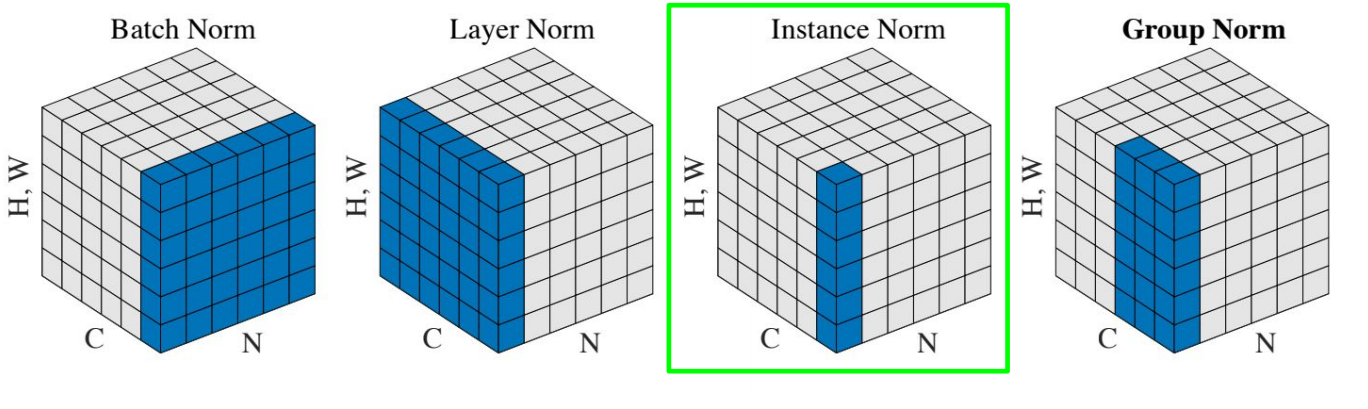 Batch Norm
H, W
C
N
Layer Norm
H, W
C
N
Instance Norm
H, W
C
N
Group Norm
H, W
C
N